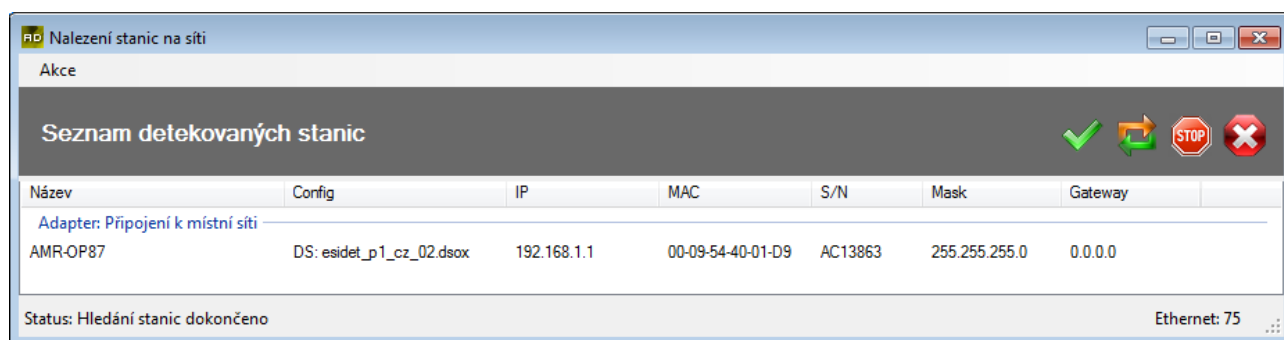 AD Nalezení stanic na síti
Akce
Seznam detekovaných stanic STOP
Název Config IP MAC S/N Mask Gateway
Adapter: Připojení k místní síti
AMR-OP87 DS: esidet_p1_cz_02.dsox 192.168.1.1 00-09-54-40-01-D9 AC13863 255.255.255.0 0.0.0.0
Status: Hledání stanic dokončeno Ethernet: 75